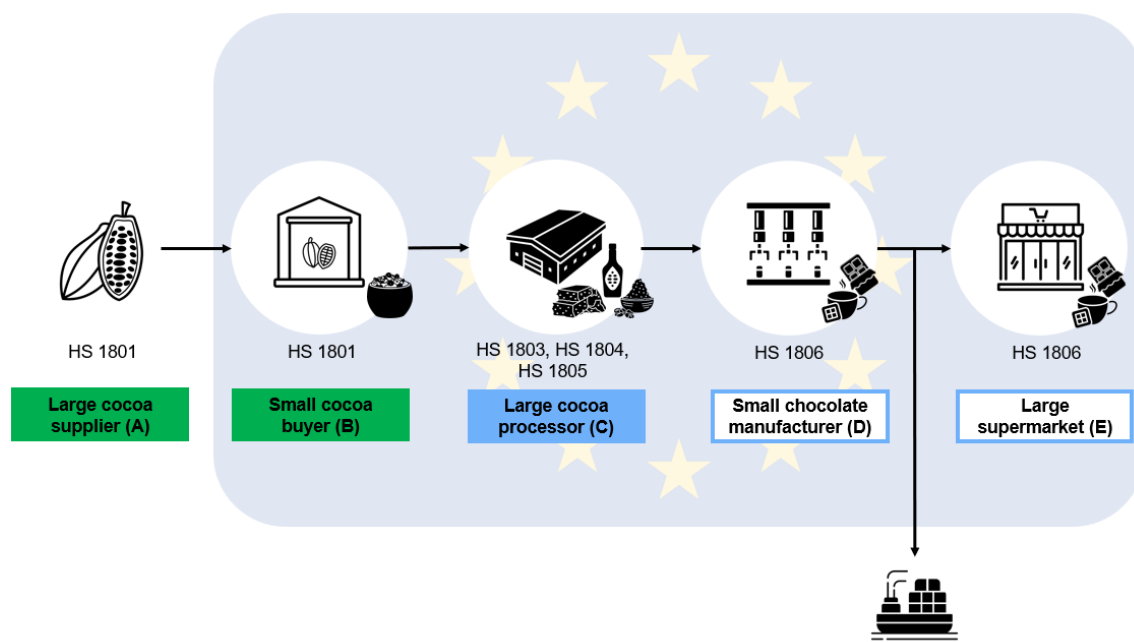 HS 1801
HS 1801
HS 1803, HS 1804,
HS 1805
HS 1806
HS 1806
Large cocoa
supplier (A)
Small cocoa
buyer (B)
Large cocoa
processor (C)
Small chocolate
manufacturer (D)
Large
supermarket (E)